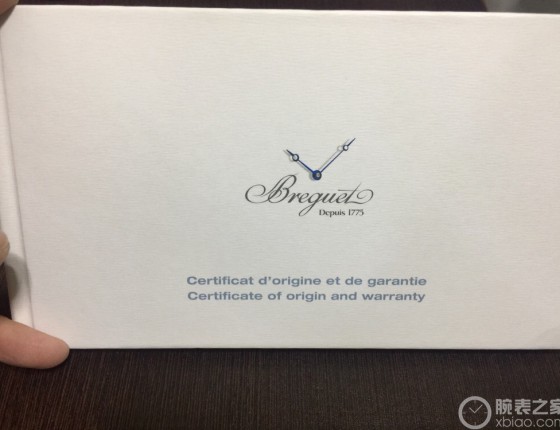 Breguet
Depuis 1775
Certificat d'origine et de garantie
Certificate of origin and warranty
腕表之家
xbiao.com